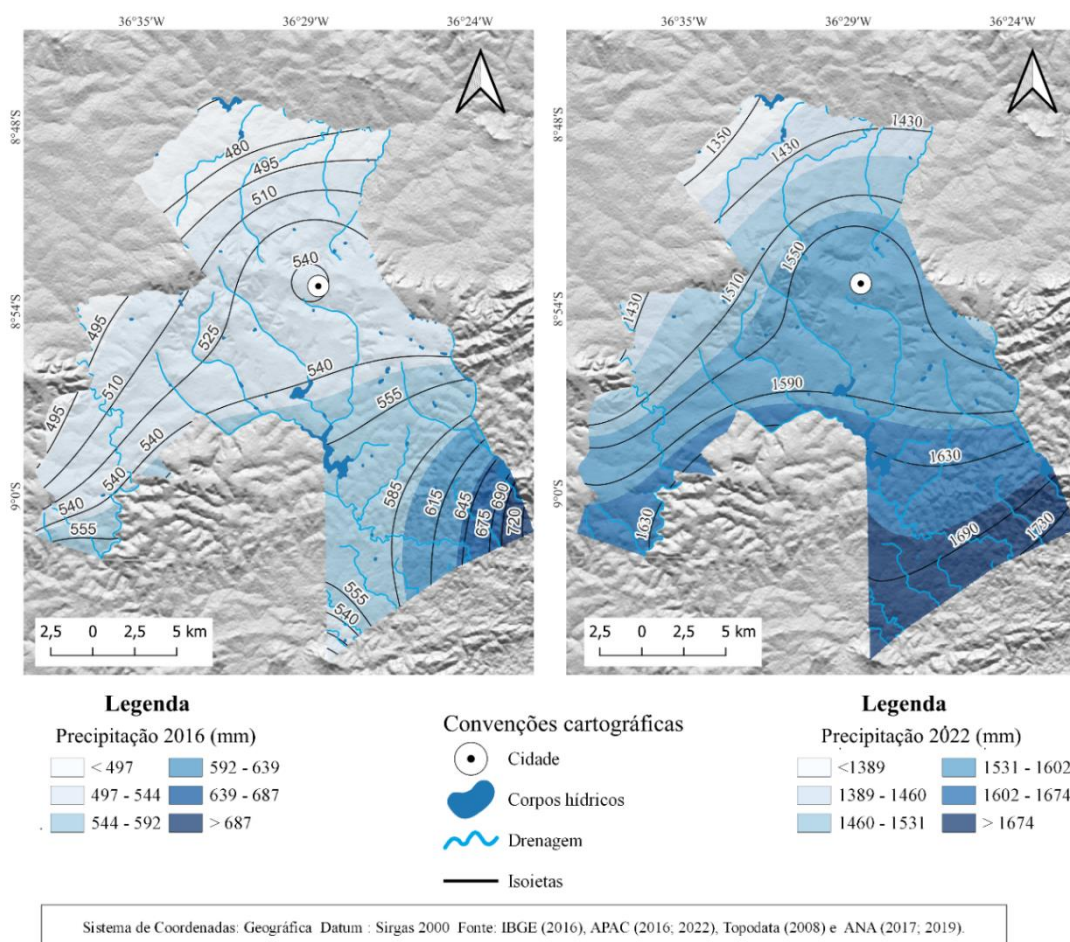 36°35'W 36°29'W 36°24'W
36°35'W 36°29'W 36°24'W
8°48'S
8°54'S
9°0'S
480
495
510
540
495
525
510
540
495
555
540
540
585
615
645
690
675
720
540
555
555
540
2,5 0 2,5 5 km
8°48'S
8°54'S
9°0'S
1350
1430
1430
1550
1510
1430
1590
1630
1630
1690
1730
2,5 0 2,5 5 km
Legenda
Precipitação 2016 (mm)
< 497
497 - 544
544 - 592
592 - 639
639 - 687
> 687
Convenções cartográficas
Cidade
Corpos hídricos
Drenagem
Isoietas
Legenda
Precipitação 2022 (mm)
<1389
1389 - 1460
1460 - 1531
1531 - 1602
1602 - 1674
> 1674
Sistema de Coordenadas: Geográfica Datum : Sirgas 2000 Fonte: IBGE (2016), APAC (2016; 2022), Topodata (2008) e ANA (2017; 2019).